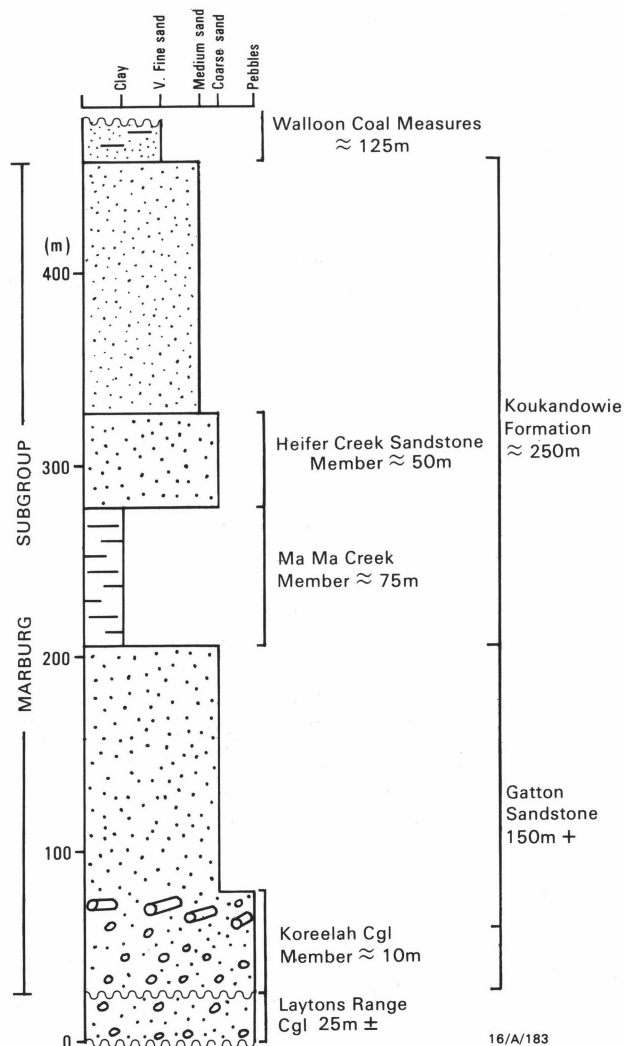 Clay
V. Fine sand
Medium sand
Coarse sand
Pebbles
Walloon Coal Measures
≈ 125m
(m)
400
300
200
100
0
SUBGROUP
MARBURG
Heifer Creek Sandstone
Member ≈ 50m
Ma Ma Creek
Member ≈ 75m
Koreelah Cgl
Member ≈ 10m
Laytons Range
Cgl 25m ±
Koukandowie
Formation
≈ 250m
Gatton
Sandstone
150m +
16/A/183